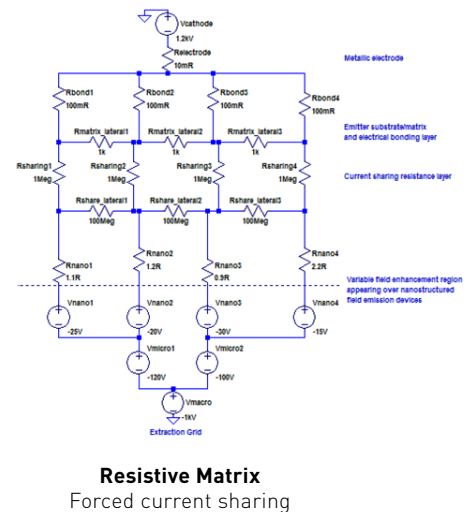 Vcathode
1.2kV
Relectrode
10mR
Metallic electrode
Rbond1
100mR
Rbond2
100mR
Rbond3
100mR
Rbond4
100mR
Rmatrix_lateral1
1k
Rmatrix_lateral2
1k
Rmatrix_lateral3
1k
Emitter substrate/matrix
and electrical bonding layer
Rsharing1
1Meg
Rsharing2
1Meg
Rsharing3
1Meg
Rsharing4
1Meg
Current sharing resistance layer
Rshare_lateral1
100Meg
Rshare_lateral2
100Meg
Rshare_lateral3
100Meg
Rnano1
1.1R
Rnano2
1.2R
Rnano3
0.9R
Rnano4
2.2R
Variable field enhancement region
appearing over nanostructured
field emission devices
Vnano1
-25V
Vnano2
-20V
Vnano3
-30V
Vnano4
-15V
Vmicro1
-120V
Vmicro2
-100V
Vmacro
-1kV
Extraction Grid
Resistive Matrix
Forced current sharing